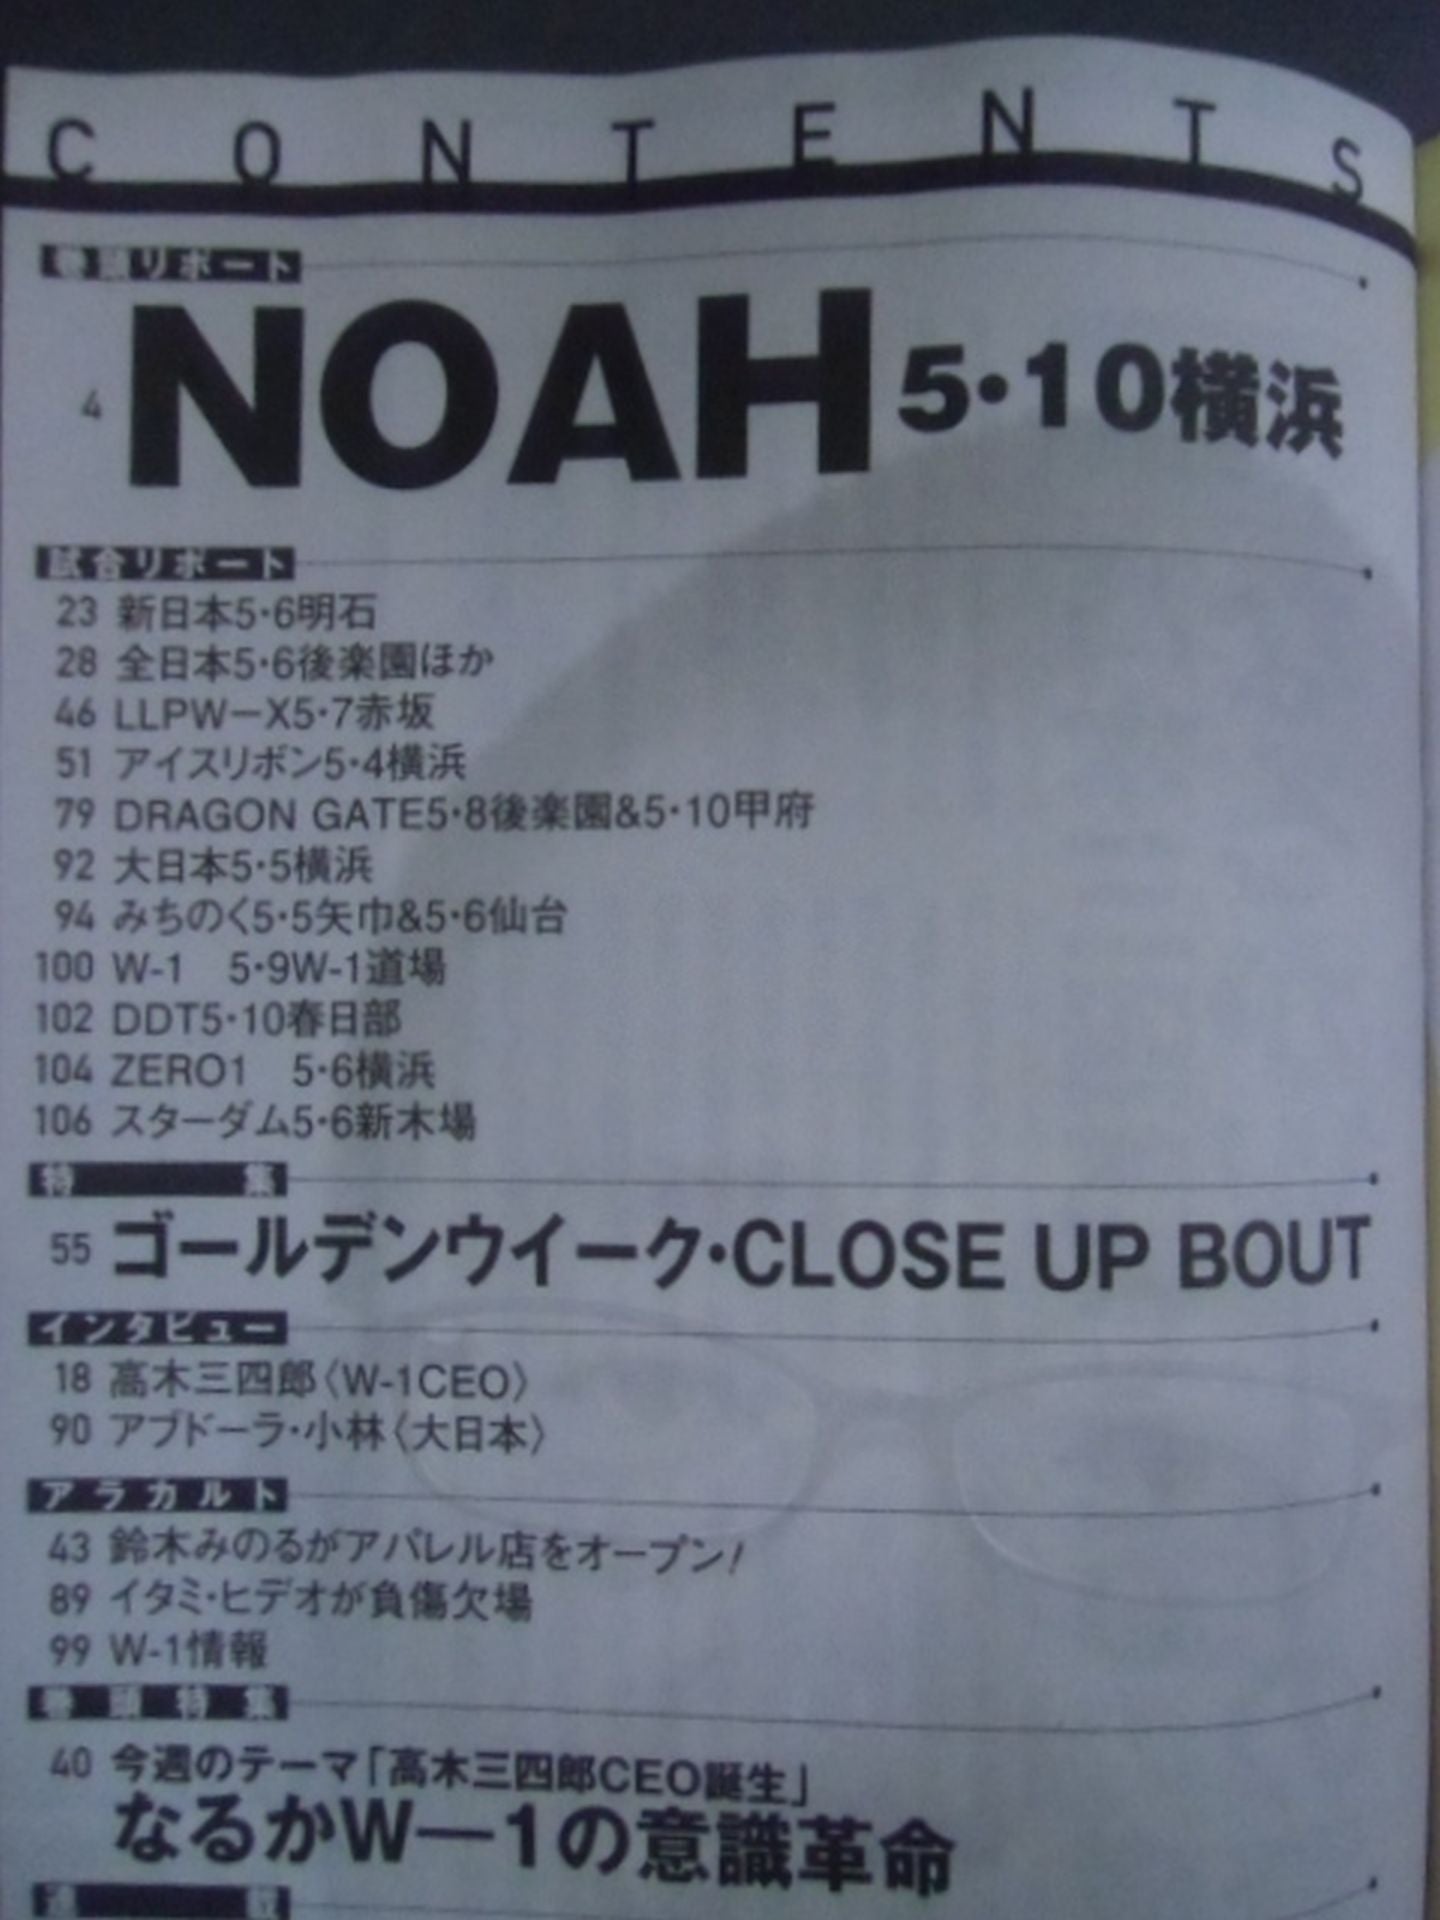 CONTENTS
巻頭リポート
4 NOAH5・10横浜
試合リポート
23 新日本5・6明石
28 全日本5・6後楽園ほか
46 LLPW－X5・7赤坂
51 アイスリボン5・4横浜
79 DRAGON GATE5・8後楽園&5・10甲府
92 大日本5・5横浜
94 みちのく5・5矢巾&5・6仙台
100 W-1　5・9W-1道場
102 DDT5・10春日部
104 ZERO1　5・6横浜
106 スターダム5・6新木場
特集
55 ゴールデンウイーク・CLOSE UP BOUT
インタビュー
18 高木三四郎〈W-1CEO〉
90 アブドーラ・小林〈大日本〉
アラカルト
43 鈴木みのるがアパレル店をオープン!
89 イタミ・ヒデオが負傷欠場
99 W-1情報
巻頭特集
40 今週のテーマ「高木三四郎CEO誕生」
なるかW―1の意識革命
連載